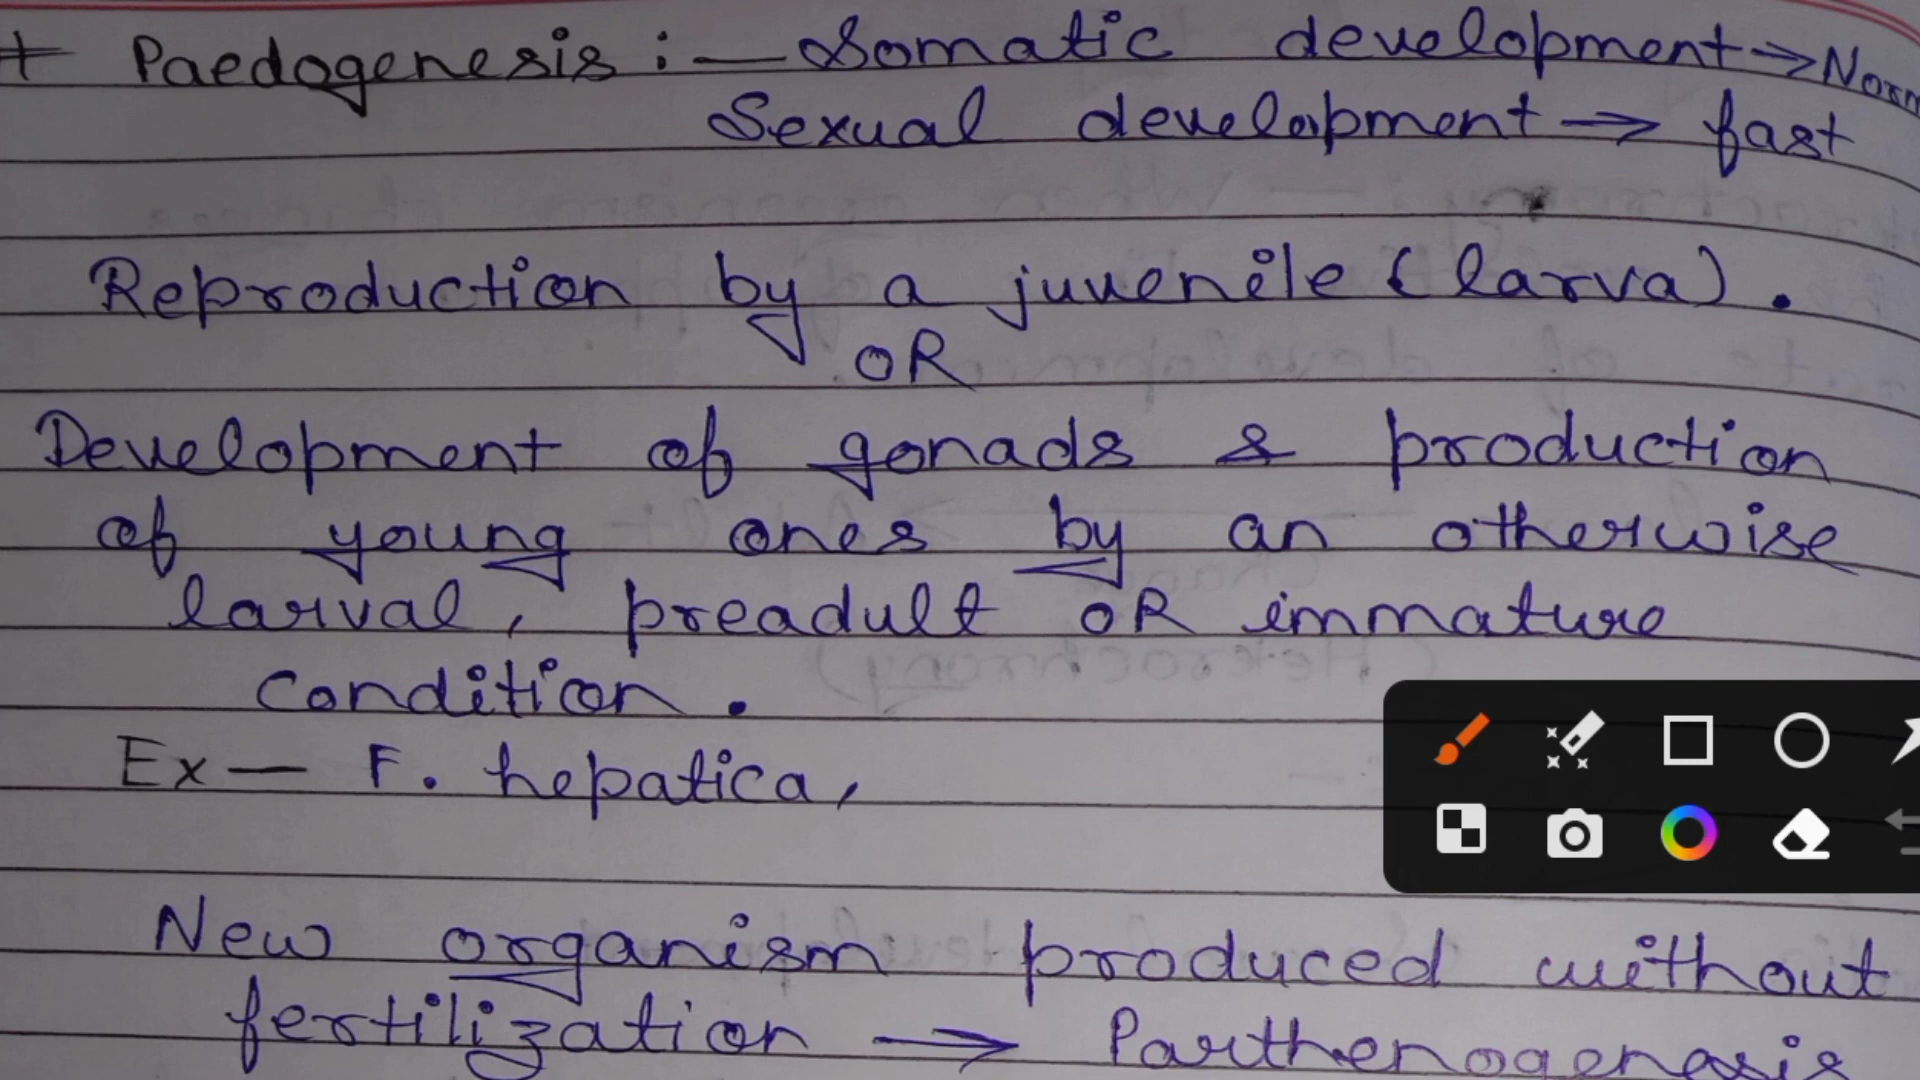 + Paedogenesis :— Somatic development → Norm
Sexual development → fast
Reproduction by a juvenile (larva).
OR
Development of gonads & production
of young ones by an otherwise
larval, preadult OR immature
condition.
Ex — F. hepatica,
New organism produced without
fertilization → Parthenogenesis